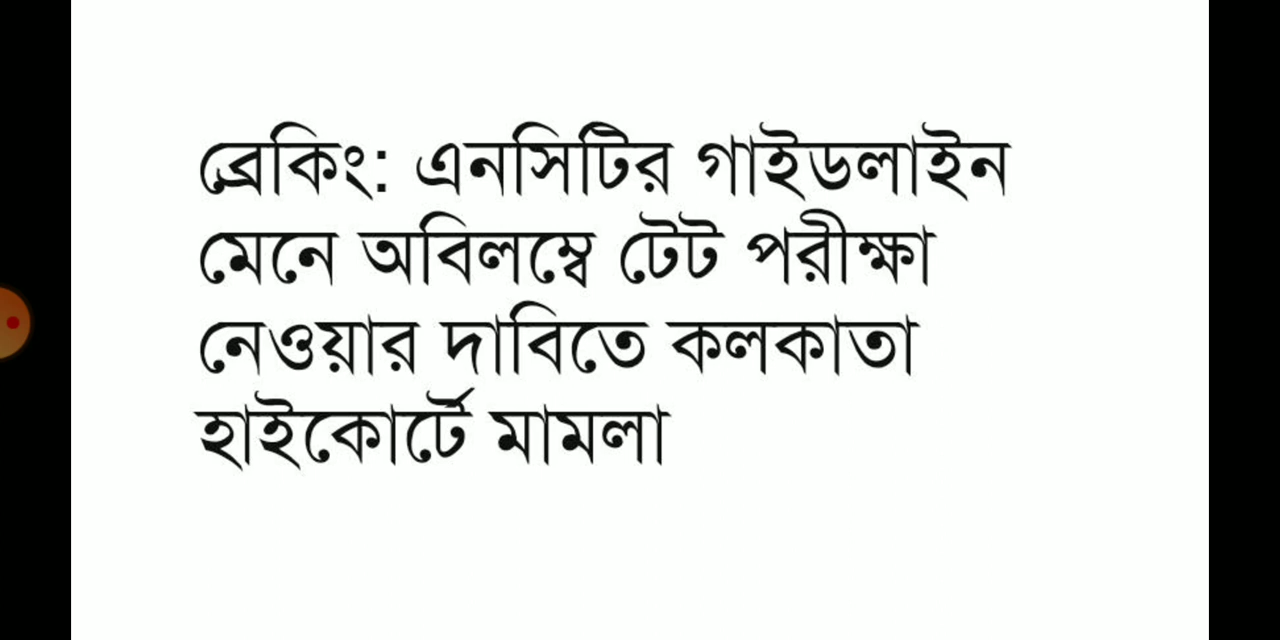 ব্রেকিং: এনসিটির গাইডলাইন
মেনে অবিলম্বে টেট পরীক্ষা
নেওয়ার দাবিতে কলকাতা
হাইকোর্টে মামলা